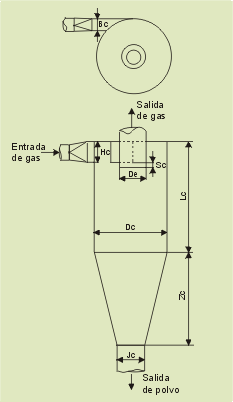 Bc
Salida
de gas
Entrada
de gas
Hc
Sc
De
Lc
Dc
Zc
Jc
Salida
de polvo